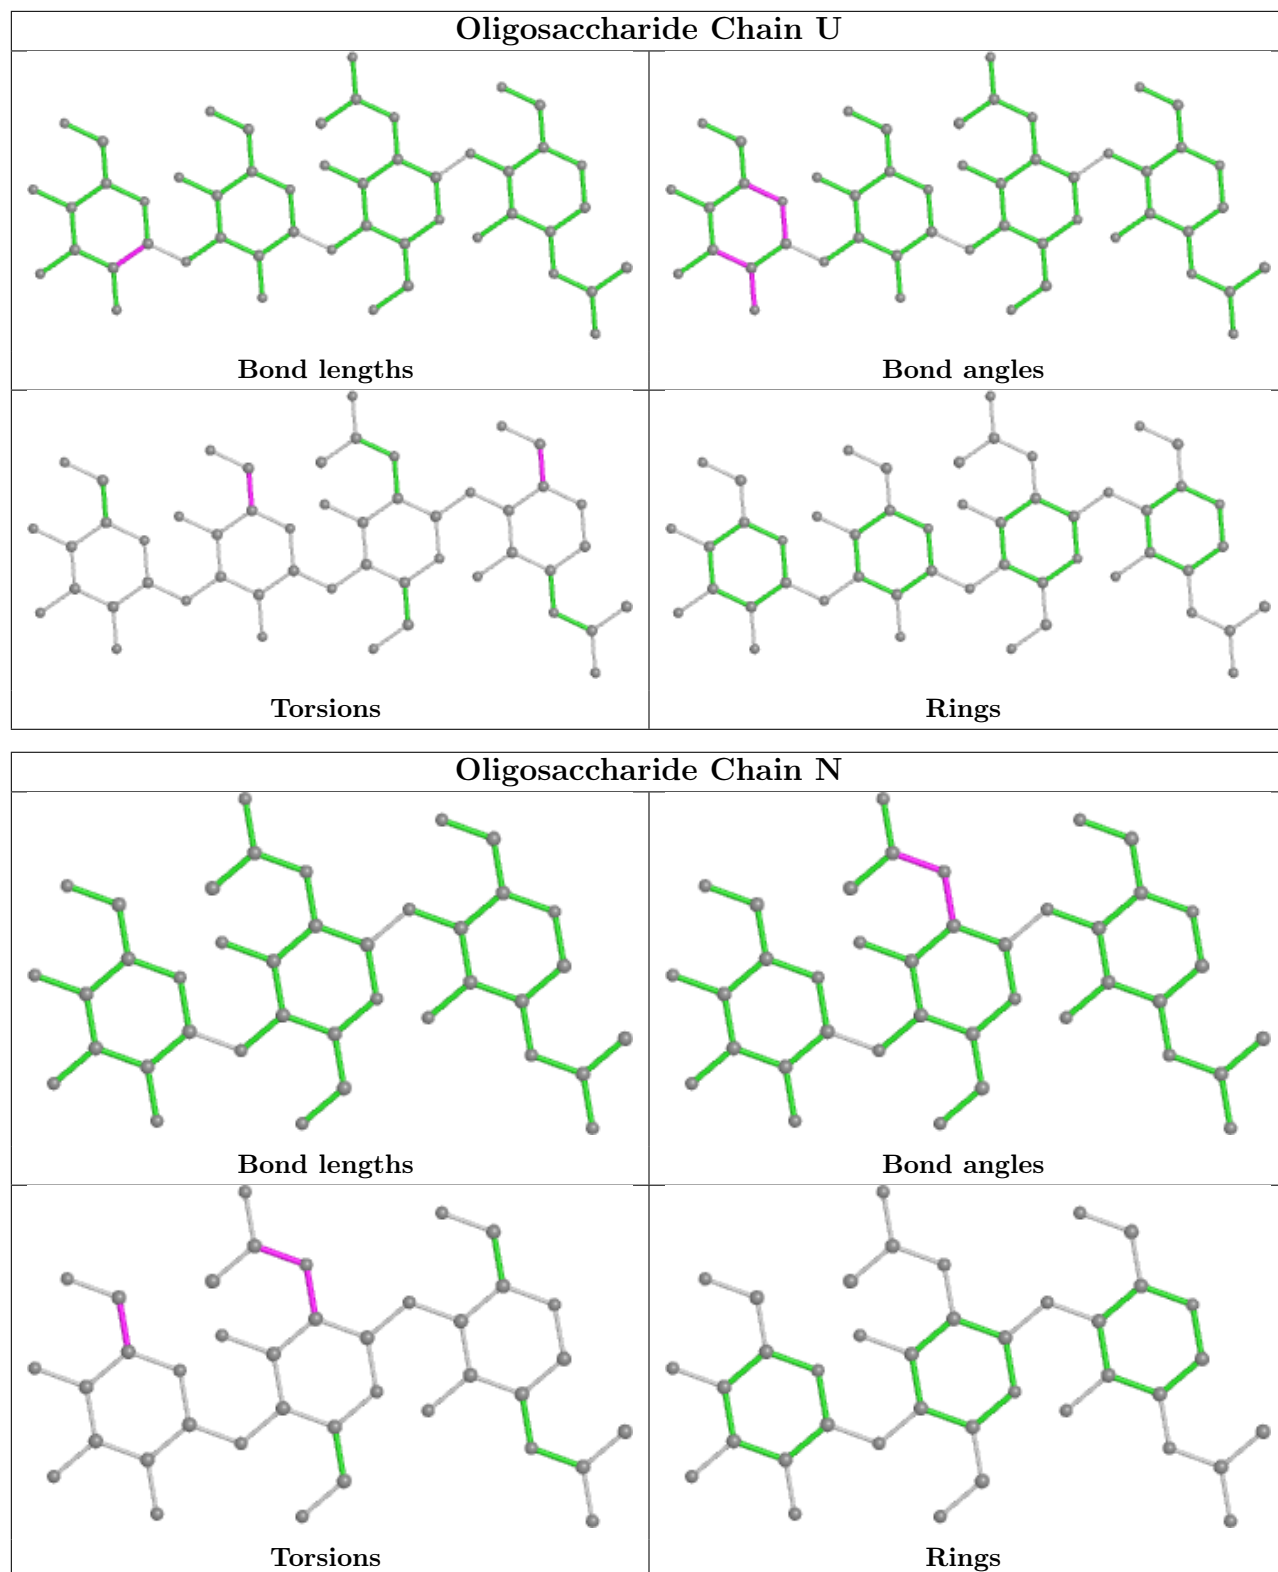 Oligosaccharide Chain U
Bond lengths
Bond angles
Torsions
Rings
Oligosaccharide Chain N
Bond lengths
Bond angles
Torsions
Rings